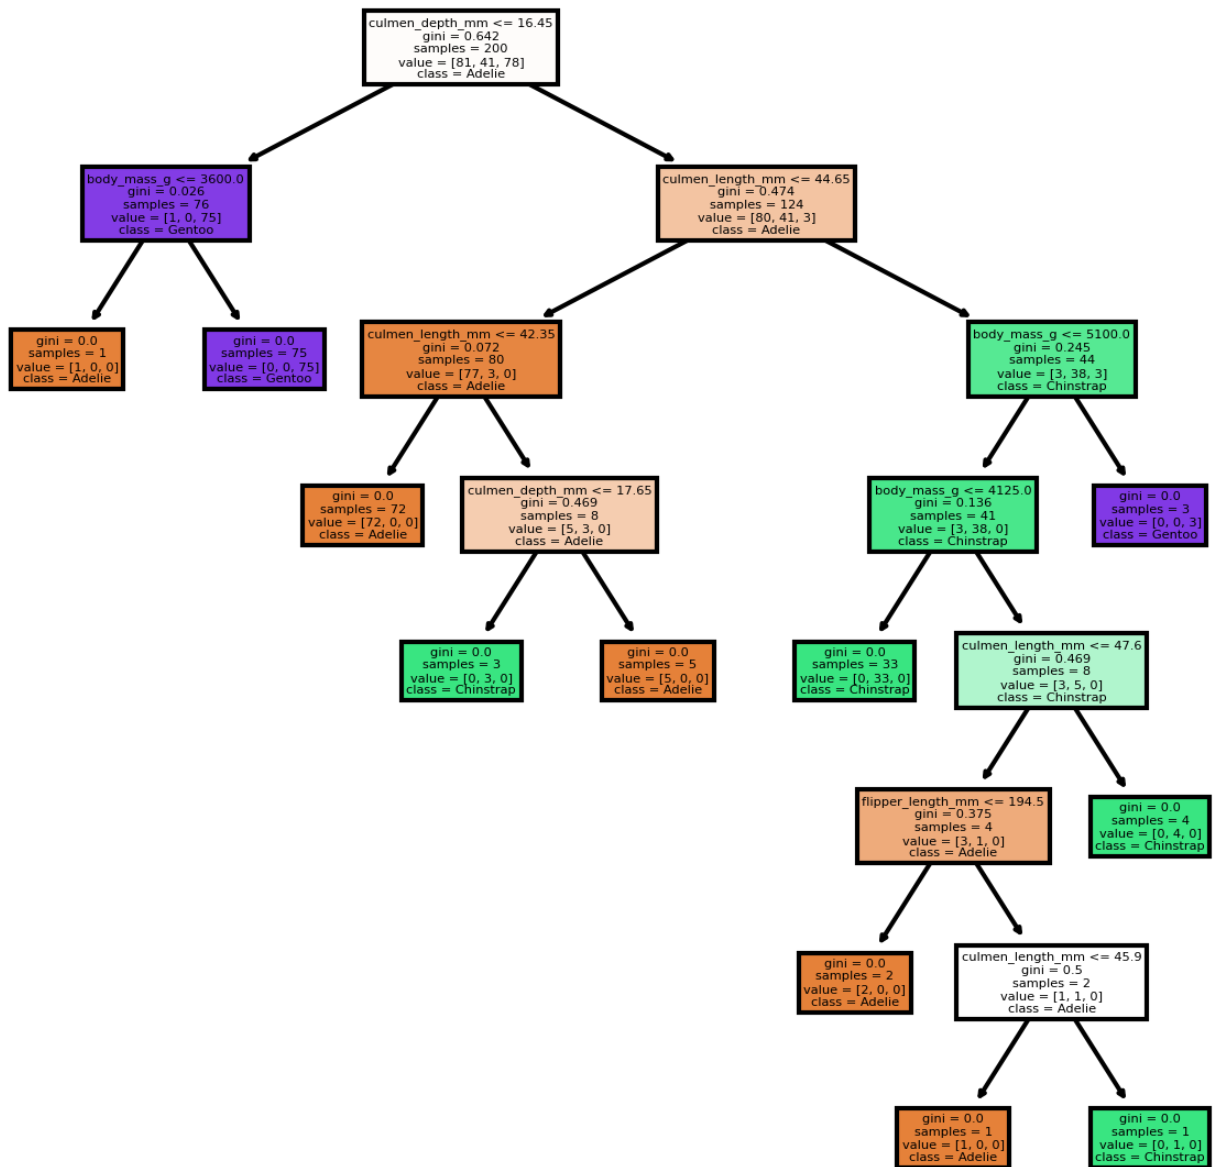 culmen_depth_mm <= 16.45
gini = 0.642
samples = 200
value = [81, 41, 78]
class = Adelie
body_mass_g <= 3600.0
gini = 0.026
samples = 76
value = [1, 0, 75]
class = Gentoo
culmen_length_mm <= 44.65
gini = 0.474
samples = 124
value = [80, 41, 3]
class = Adelie
gini = 0.0
samples = 1
value = [1, 0, 0]
class = Adelie
gini = 0.0
samples = 75
value = [0, 0, 75]
class = Gentoo
culmen_length_mm <= 42.35
gini = 0.072
samples = 80
value = [77, 3, 0]
class = Adelie
body_mass_g <= 5100.0
gini = 0.245
samples = 44
value = [3, 38, 3]
class = Chinstrap
gini = 0.0
samples = 72
value = [72, 0, 0]
class = Adelie
culmen_depth_mm <= 17.65
gini = 0.469
samples = 8
value = [5, 3, 0]
class = Adelie
body_mass_g <= 4125.0
gini = 0.136
samples = 41
value = [3, 38, 0]
class = Chinstrap
gini = 0.0
samples = 3
value = [0, 0, 3]
class = Gentoo
gini = 0.0
samples = 3
value = [0, 3, 0]
class = Chinstrap
gini = 0.0
samples = 5
value = [5, 0, 0]
class = Adelie
gini = 0.0
samples = 33
value = [0, 33, 0]
class = Chinstrap
culmen_length_mm <= 47.6
gini = 0.469
samples = 8
value = [3, 5, 0]
class = Chinstrap
flipper_length_mm <= 194.5
gini = 0.375
samples = 4
value = [3, 1, 0]
class = Adelie
gini = 0.0
samples = 4
value = [0, 4, 0]
class = Chinstrap
gini = 0.0
samples = 2
value = [2, 0, 0]
class = Adelie
culmen_length_mm <= 45.9
gini = 0.5
samples = 2
value = [1, 1, 0]
class = Adelie
gini = 0.0
samples = 1
value = [1, 0, 0]
class = Adelie
gini = 0.0
samples = 1
value = [0, 1, 0]
class = Chinstrap